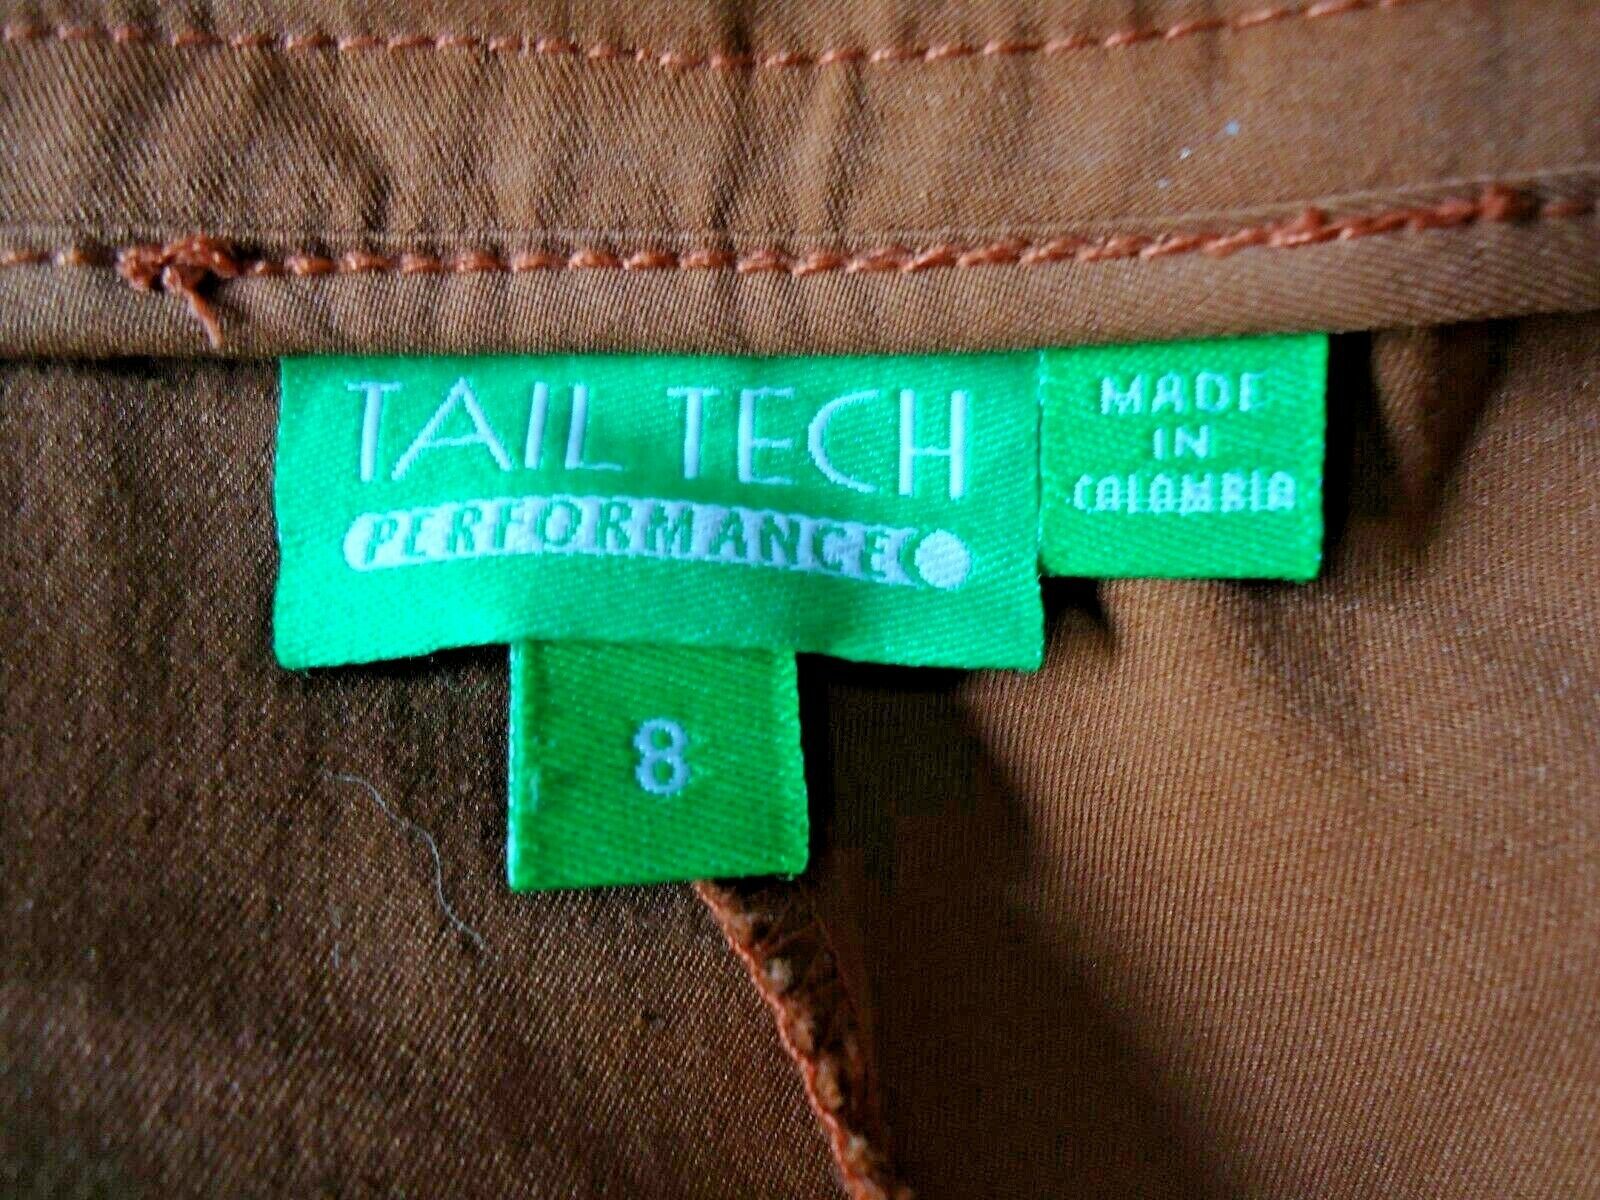 TAIL TECH
PERFORMANCE
MADE
IN
COLOMBIA
8